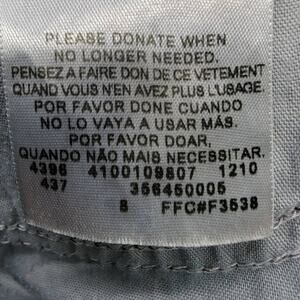 PLEASE DONATE WHEN
NO LONGER NEEDED.
PENSEZ A FAIRE DON DE CE VETEMENT
QUAND VOUS N'EN AVEZ PLUS L'USAGE.
POR FAVOR DONE CUANDO
NO LO VAYA A USAR MÁS.
POR FAVOR DOAR,
QUANDO NÃO MAIS NECESSITAR.
4396 4100109807 1210
437 356450005
8 FFC#F3538